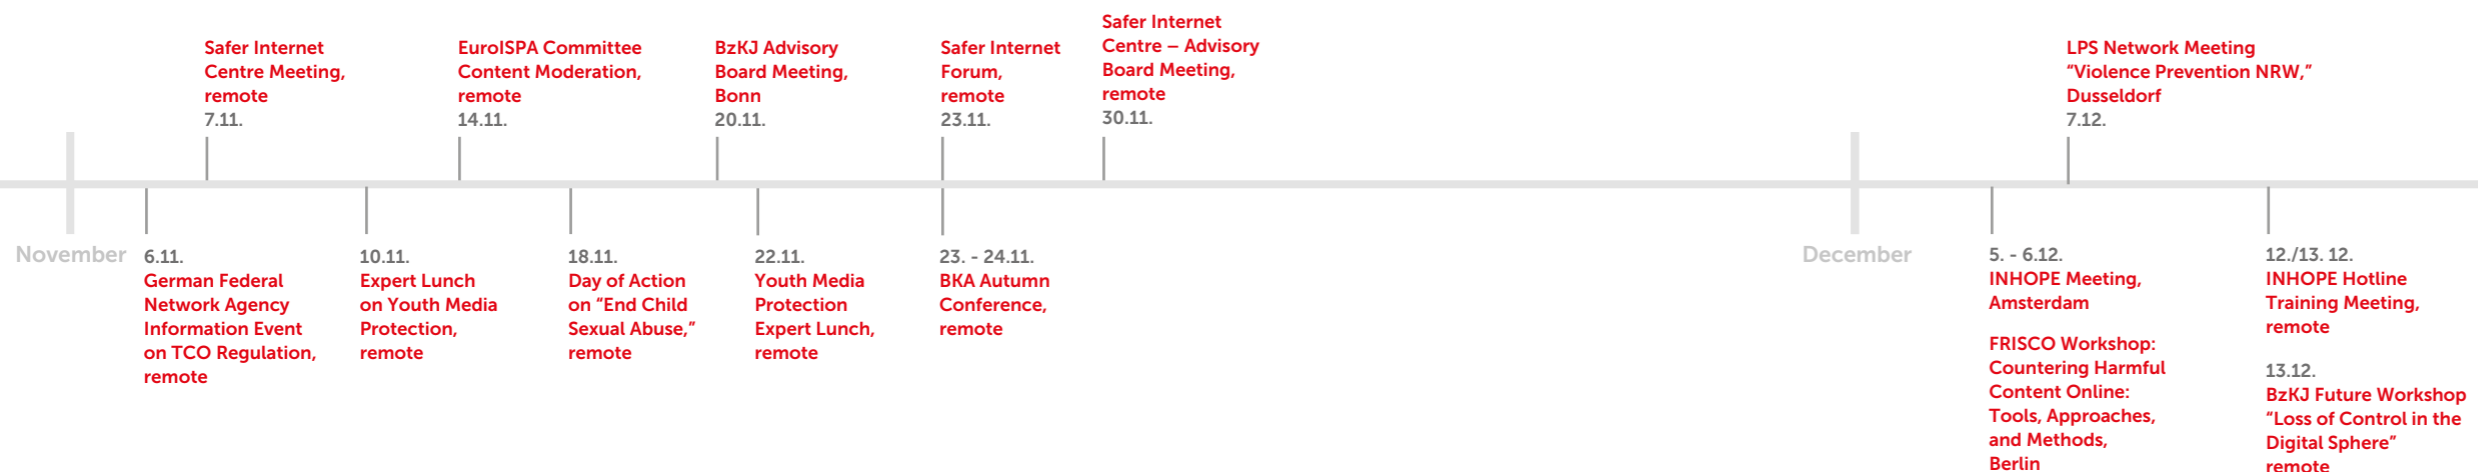 Safer Internet
Centre Meeting,
remote
7.11.
EuroISPA Committee
Content Moderation,
remote
14.11.
BzKJ Advisory
Board Meeting,
Bonn
20.11.
Safer Internet
Forum,
remote
23.11.
Safer Internet
Centre – Advisory
Board Meeting,
remote
30.11.
LPS Network Meeting
“Violence Prevention NRW,”
Dusseldorf
7.12.
November
6.11.
German Federal
Network Agency
Information Event
on TCO Regulation,
remote
10.11.
Expert Lunch
on Youth Media
Protection,
remote
18.11.
Day of Action
on “End Child
Sexual Abuse,”
remote
22.11.
Youth Media
Protection
Expert Lunch,
remote
23. - 24.11.
BKA Autumn
Conference,
remote
December
5. - 6.12.
INHOPE Meeting,
Amsterdam
FRISCO Workshop:
Countering Harmful
Content Online:
Tools, Approaches,
and Methods,
Berlin
12./13. 12.
INHOPE Hotline
Training Meeting,
remote
13.12.
BzKJ Future Workshop
“Loss of Control in the
Digital Sphere”
remote